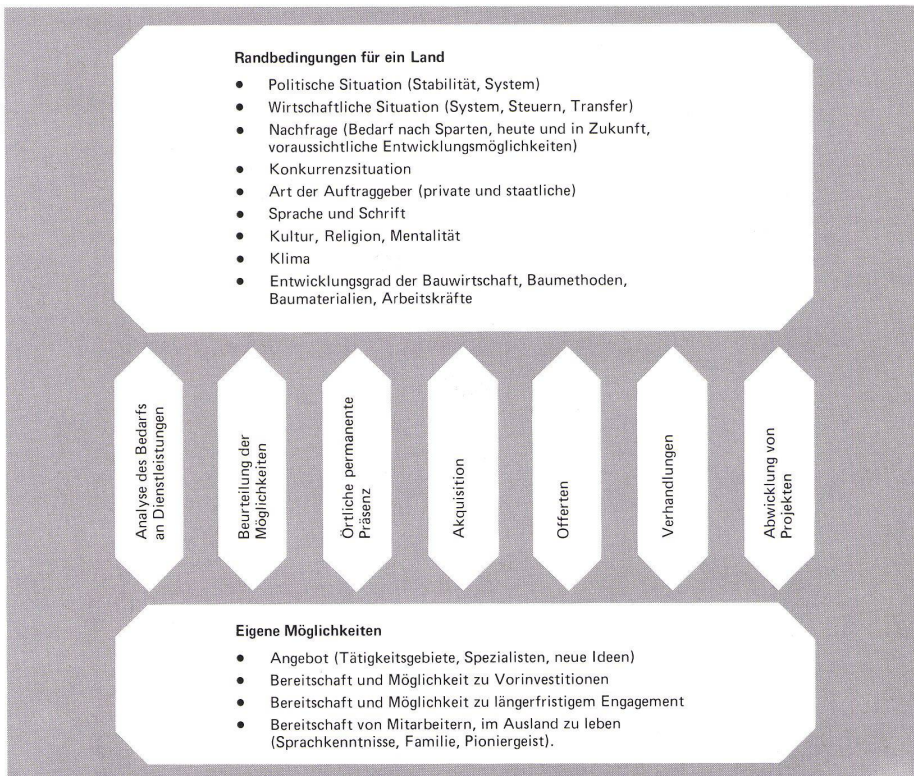 Randbedingungen für ein Land
● Politische Situation (Stabilität, System)
● Wirtschaftliche Situation (System, Steuern, Transfer)
● Nachfrage (Bedarf nach Sparten, heute und in Zukunft,
voraussichtliche Entwicklungsmöglichkeiten)
● Konkurrenzsituation
● Art der Auftraggeber (private und staatliche)
● Sprache und Schrift
● Kultur, Religion, Mentalität
● Klima
● Entwicklungsgrad der Bauwirtschaft, Baumethoden,
Baumaterialien, Arbeitskräfte
Analyse des Bedarfs
an Dienstleistungen
Beurteilung der
Möglichkeiten
Örtliche permanente
Präsenz
Akquisition
Offerten
Verhandlungen
Abwicklung von
Projekten
Eigene Möglichkeiten
● Angebot (Tätigkeitsgebiete, Spezialisten, neue Ideen)
● Bereitschaft und Möglichkeit zu Vorinvestitionen
● Bereitschaft und Möglichkeit zu längerfristigem Engagement
● Bereitschaft von Mitarbeitern, im Ausland zu leben
(Sprachkenntnisse, Familie, Pioniergeist).